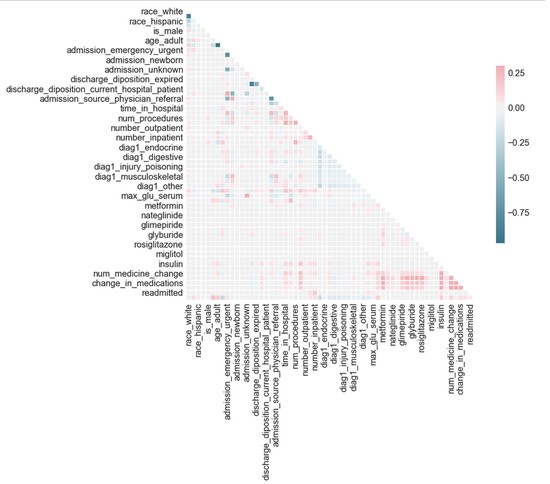 race_white
race_hispanic
is_male
age_adult
admission_emergency_urgent
admission_newborn
admission_unknown
discharge_diposition_expired
discharge_diposition_current_hospital_patient
admission_source_physician_referral
time_in_hospital
num_procedures
number_outpatient
number_inpatient
diag1_endocrine
diag1_digestive
diag1_injury_poisoning
diag1_musculoskeletal
diag1_other
max_glu_serum
metformin
nateglinide
glimepiride
glyburide
rosiglitazone
miglitol
insulin
num_medicine_change
change_in_medications
readmitted
0.25
0.00
-0.25
-0.50
-0.75
race_white
race_hispanic
is_male
age_adult
admission_emergency_urgent
admission_newborn
admission_unknown
discharge_diposition_expired
discharge_diposition_current_hospital_patient
admission_source_physician_referral
time_in_hospital
num_procedures
number_outpatient
number_inpatient
diag1_endocrine
diag1_digestive
diag1_injury_poisoning
diag1_musculoskeletal
diag1_other
max_glu_serum
metformin
nateglinide
glimepiride
glyburide
rosiglitazone
miglitol
insulin
num_medicine_change
change_in_medications
readmitted